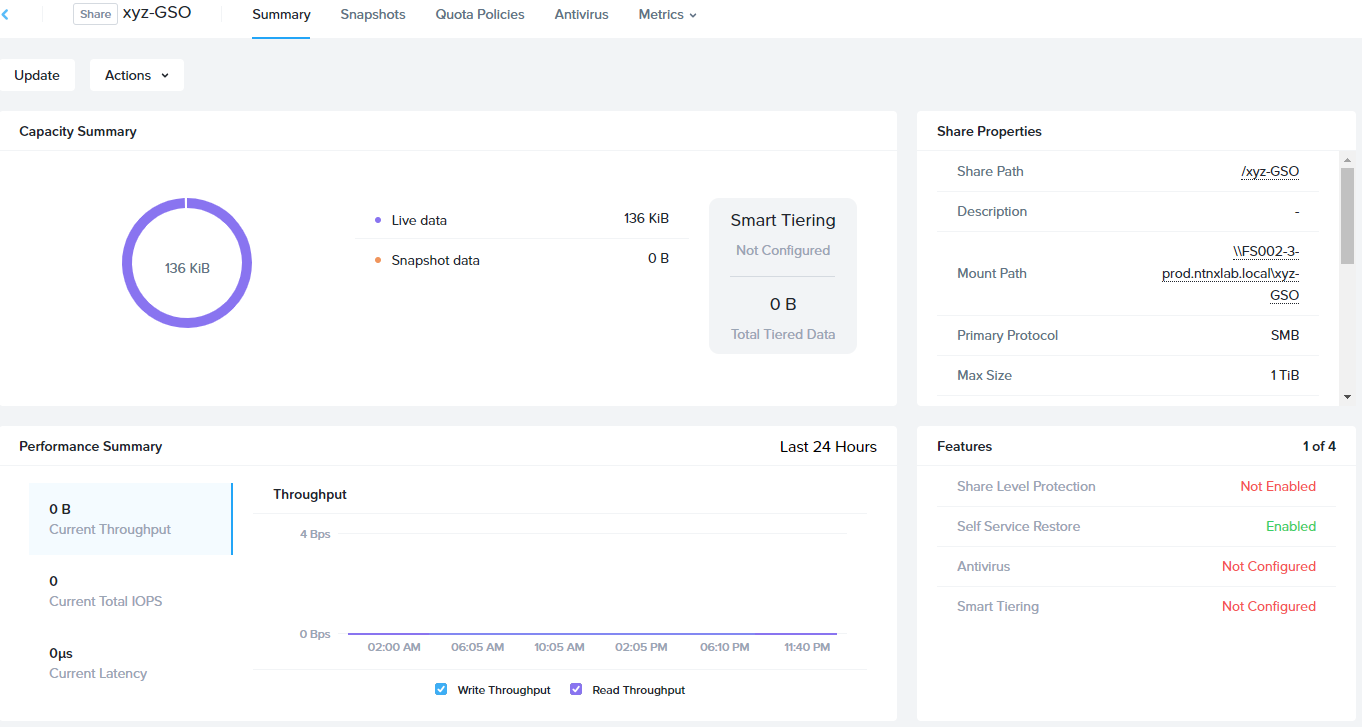 Share xyz-GSO Summary Snapshots Quota Policies Antivirus Metrics
Update Actions
Capacity Summary
136 KiB
Live data 136 KiB
Snapshot data 0 B
Smart Tiering
Not Configured
0 B
Total Tiered Data
Share Properties
Share Path /xyz-GSO
Description -
Mount Path \\FS002-3-
prod.ntnxlab.local\xyz-
GSO
Primary Protocol SMB
Max Size 1 TiB
Performance Summary Last 24 Hours
0 B
Current Throughput
0
Current Total IOPS
0µs
Current Latency
Throughput
4 Bps
0 Bps
02:00 AM 06:05 AM 10:05 AM 02:05 PM 06:10 PM 11:40 PM
Write Throughput Read Throughput
Features 1 of 4
Share Level Protection Not Enabled
Self Service Restore Enabled
Antivirus Not Configured
Smart Tiering Not Configured